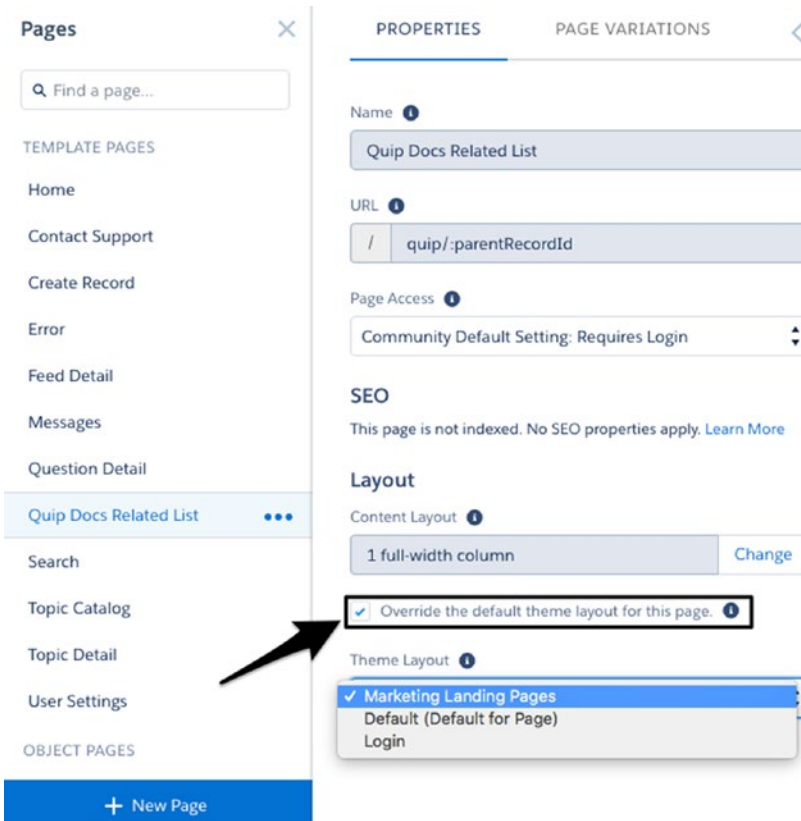 Pages
Find a page...
TEMPLATE PAGES
Home
Contact Support
Create Record
Error
Feed Detail
Messages
Question Detail
Quip Docs Related List
Search
Topic Catalog
Topic Detail
User Settings
OBJECT PAGES
+ New Page
PROPERTIES
PAGE VARIATIONS
Name
Quip Docs Related List
URL
/ quip/:parentRecordId
Page Access
Community Default Setting: Requires Login
SEO
This page is not indexed. No SEO properties apply. Learn More
Layout
Content Layout
1 full-width column
Change
Override the default theme layout for this page.
Theme Layout
✓ Marketing Landing Pages
Default (Default for Page)
Login